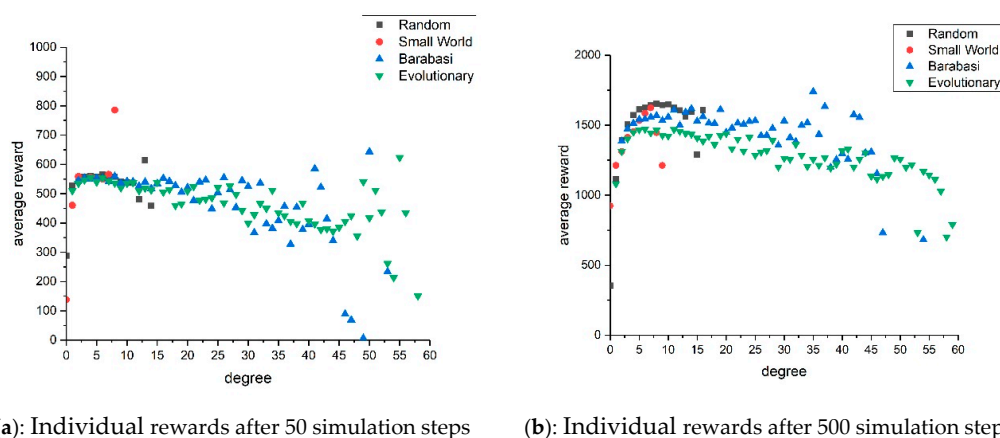 Random
Small World
Barabasi
Evolutionary
1000
900
800
700
600
500
400
300
200
100
0
average reward
0 5 10 15 20 25 30 35 40 45 50 55 60
degree
(a): Individual rewards after 50 simulation steps
Random
Small World
Barabasi
Evolutionary
2000
1500
1000
500
0
average reward
0 5 10 15 20 25 30 35 40 45 50 55 60
degree
(b): Individual rewards after 500 simulation step